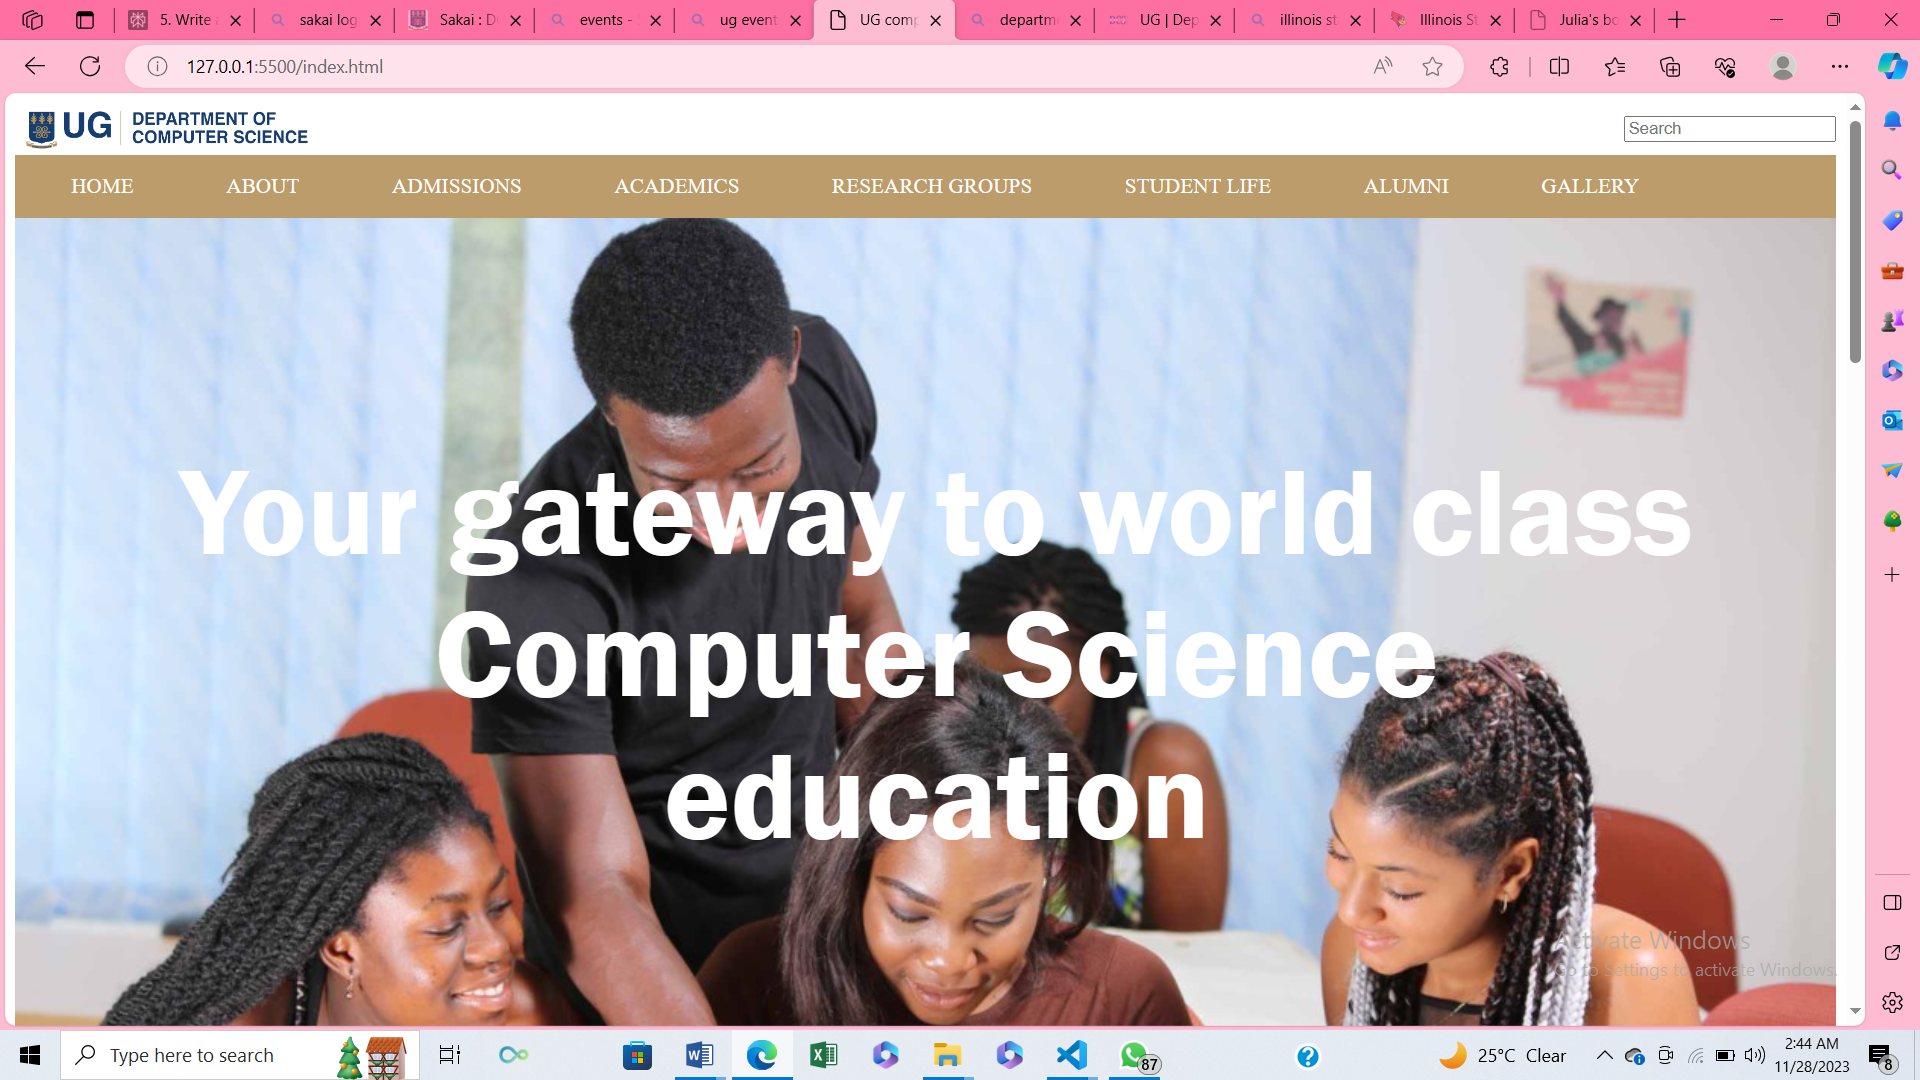 5. Write a
sakai log
Sakai : D
events -
ug event
UG comp
departme
UG | Dep
illinois st
Illinois St
Julia's bo
127.0.0.1:5500/index.html
UG
DEPARTMENT OF
COMPUTER SCIENCE
Search
HOME ABOUT ADMISSIONS ACADEMICS RESEARCH GROUPS STUDENT LIFE ALUMNI GALLERY
Your gateway to world class
Computer Science
education
Activate Windows
Go to Settings to activate Windows.
Type here to search
87
25°C Clear
2:44 AM
11/28/2023
8